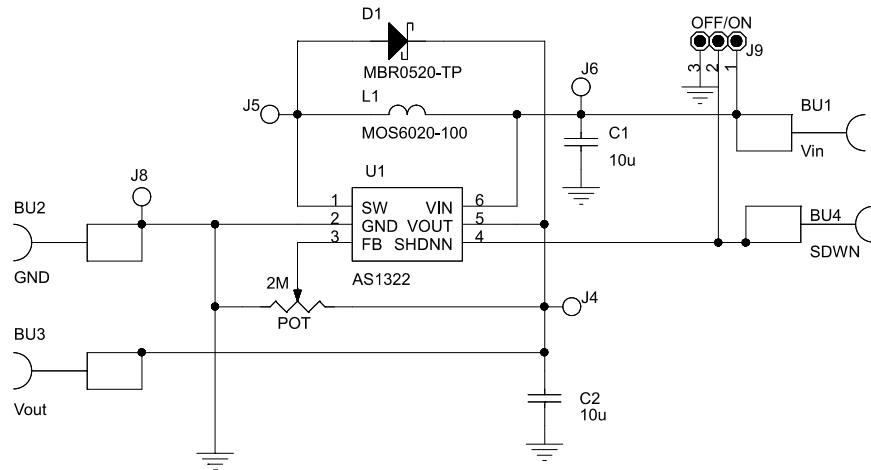 D1
OFF/ON
J9
3 2 1
MBR0520-TP
J6
J5
L1
MOS6020-100
C1
10u
BU1
Vin
U1
J8
BU2
GND
1 SW VIN 6
2 GND VOUT 5
3 FB SHDNN 4
BU4
SDWN
2M
AS1322
J4
POT
BU3
Vout
C2
10u